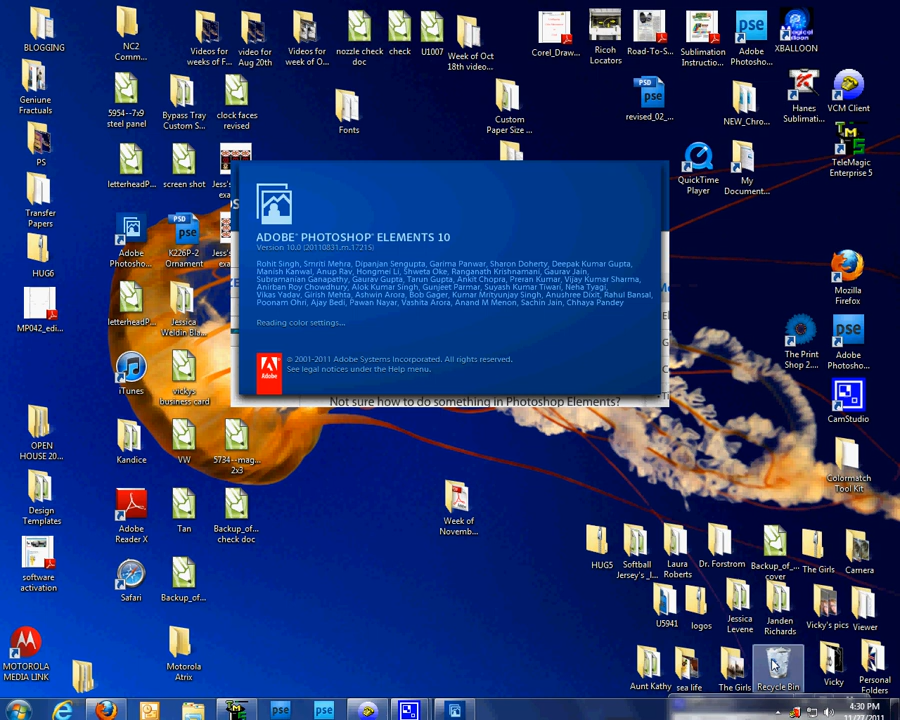 BLOGGING
NC2 Comm...
Videos for weeks of F...
video for Aug 20th
Videos for week of O...
nozzle check doc
check
U1007
Week of Oct 18th video...
Corel_Draw...
Ricoh Locators
Road-To-S...
Sublimation Instructio...
Adobe Photosho...
XBALLOON
Geniune Fractuals
5954--7x9 steel panel
Bypass Tray Custom S...
clock faces revised
Fonts
Custom Paper Size ...
revised_02_...
NEW_Chro...
Hanes Sublimati...
VCM Client
PS
letterheadP...
screen shot
Jess's
exa
QuickTime Player
My Document...
TeleMagic Enterprise 5
Transfer Papers
Adobe Photosho...
K226P-2 Ornament
Jess's
ex
HUG6
MP042_edi...
letterheadP...
Jessica Weldin Bla...
Mozilla Firefox
The Print Shop 2....
Adobe Photosho...
iTunes
vickys business card
CamStudio
OPEN HOUSE 20...
Kandice
VW
5734--mag... 2x3
Colormatch Tool Kit
Design Templates
Adobe Reader X
Tan
Backup_of... check doc
Week of Novemb...
software activation
Safari
Backup_of...
HUG5
Softball Jersey's _I...
Laura Roberts
Dr. Forstrom
Backup_of_... cover
The Girls
Camera
U5941
logos
Jessica Levene
Janden Richards
Vicky's pics
Viewer
MOTOROLA MEDIA LINK
Motorola Atrix
Aunt Kathy
sea life
The Girls
Recycle Bin
Vicky
Personal Folders
ADOBE® PHOTOSHOP® ELEMENTS 10
Version 10.0 (20110831.m.17215)
Rohit Singh, Smriti Mehra, Dipanjan Sengupta, Garima Panwar, Sharon Doherty, Deepak Kumar Gupta,
Manish Kanwal, Anup Rav, Hongmei Li, Shweta Oke, Ranganath Krishnamani, Gaurav Jain,
Subramanian Ganapathy, Gaurav Gupta, Tarun Gupta, Ankit Chopra, Preran Kumar, Vijay Kumar Sharma,
Anirban Roy Chowdhury, Alok Kumar Singh, Gunjeet Parmar, Suyash Kumar Tiwari, Neha Tyagi,
Vikas Yadav, Girish Mehta, Ashwin Arora, Bob Gager, Kumar Mrityunjay Singh, Anushree Dixit, Rahul Bansal,
Poonam Ohri, Ajay Bedi, Pawan Nayar, Vashita Arora, Anand M Menon, Sachin Jain, Chhaya Pandey
Reading color settings...
Adobe
© 2001-2011 Adobe Systems Incorporated. All rights reserved.
See legal notices under the Help menu.
Not sure how to do something in Photoshop Elements?
4:30 PM
11/27/2011